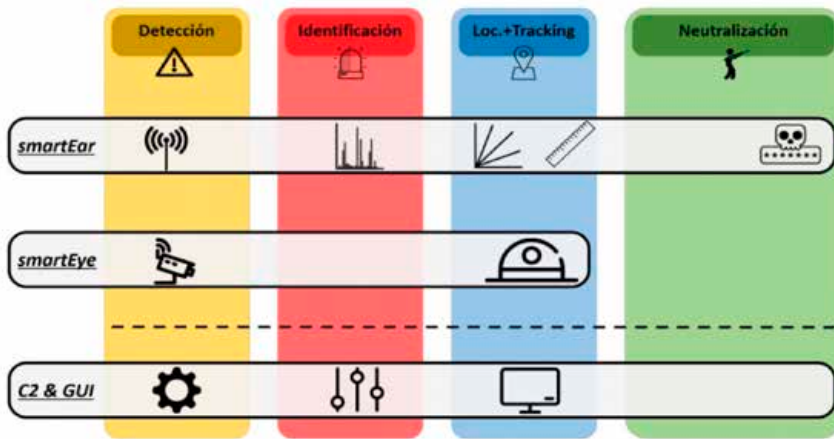 Detección
Identificación
Loc.+Tracking
Neutralización
smartEar
smartEye
C2 & GUI